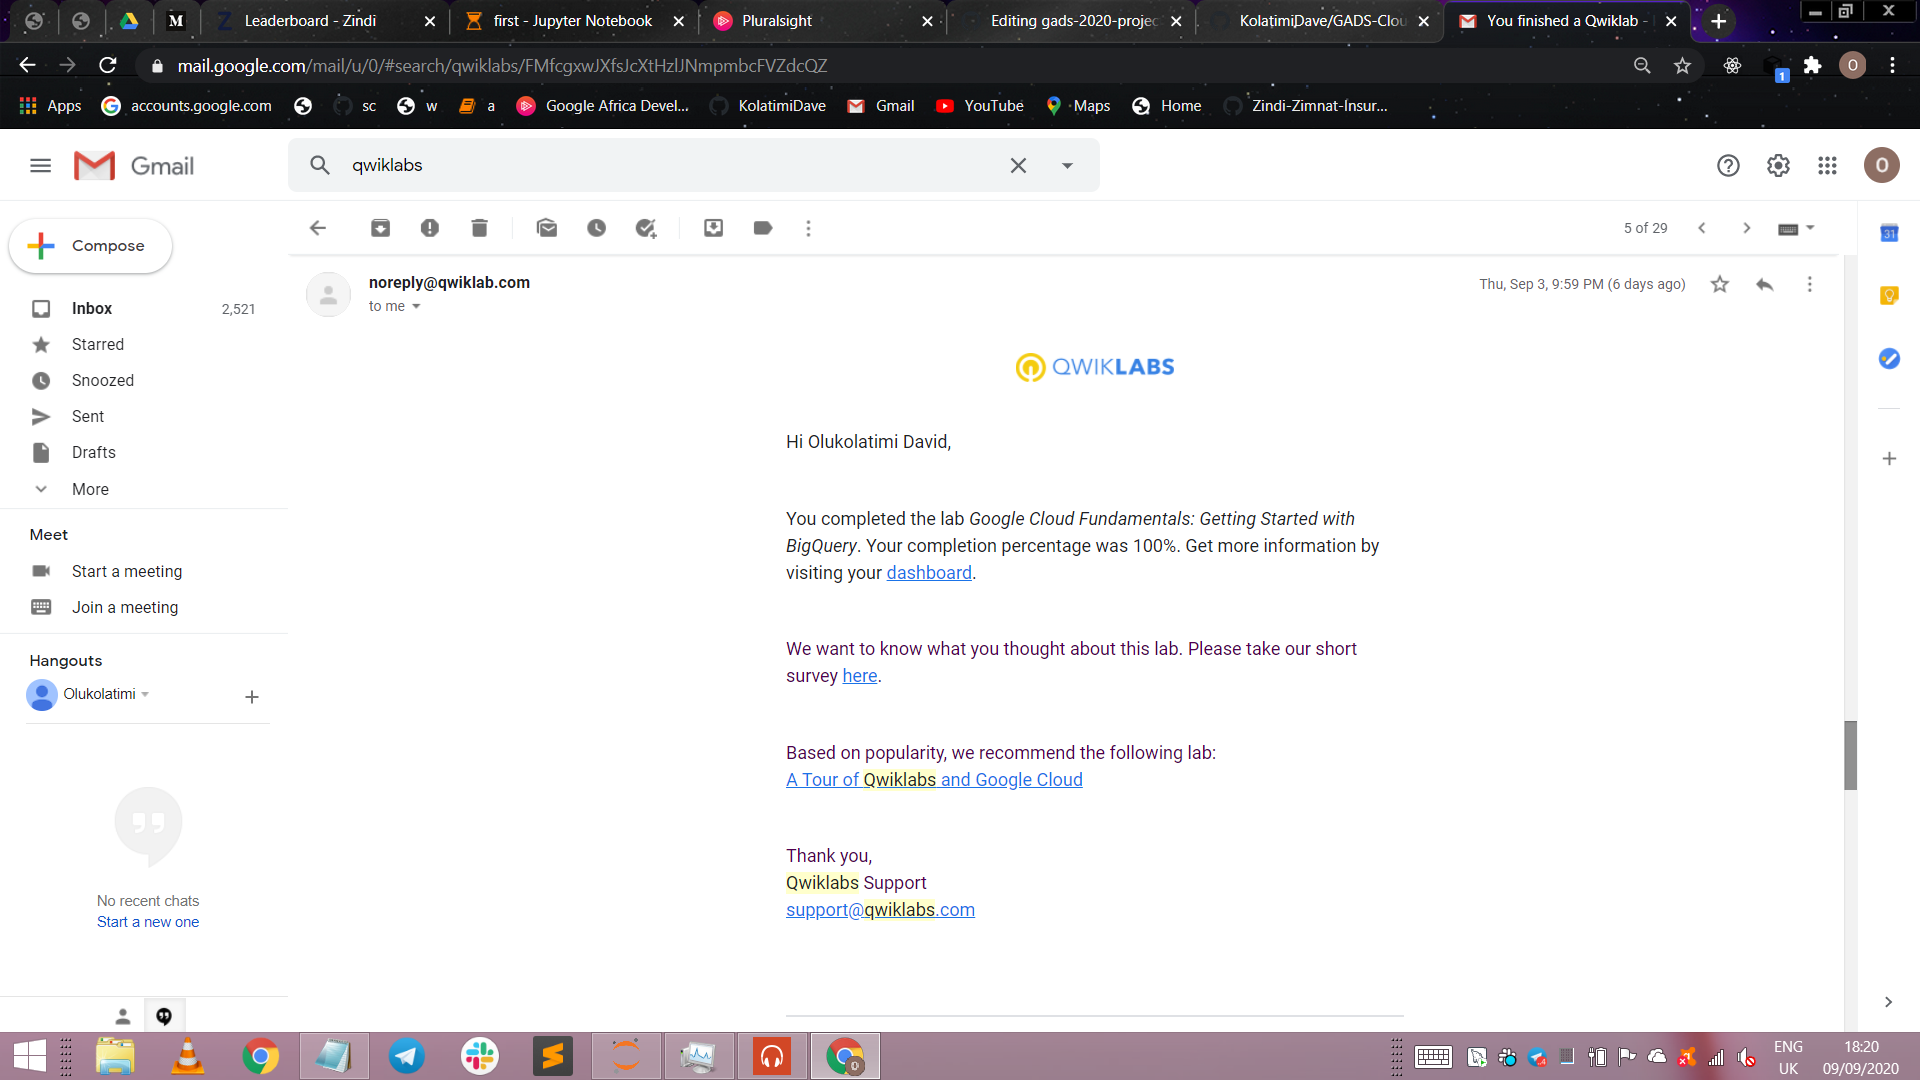 Leaderboard - Zindi
first - Jupyter Notebook
Pluralsight
Editing gads-2020-projec
KolatimiDave/GADS-Clou
You finished a Qwiklab -
mail.google.com/mail/u/0/#search/qwiklabs/FMfcgxwJXfsJcXtHzlJNmpmbcFVZdcQZ
1
O
Apps
accounts.google.com
sc
w
a
Google Africa Devel...
KolatimiDave
Gmail
YouTube
Maps
Home
Zindi-Zimnat-Insur...
Gmail
qwiklabs
O
Compose
5 of 29
31
Inbox 2,521
Starred
Snoozed
Sent
Drafts
More
Meet
Start a meeting
Join a meeting
Hangouts
Olukolatimi
No recent chats
Start a new one
noreply@qwiklab.com
to me
Thu, Sep 3, 9:59 PM (6 days ago)
QWIKLABS
Hi Olukolatimi David,
You completed the lab Google Cloud Fundamentals: Getting Started with
BigQuery. Your completion percentage was 100%. Get more information by
visiting your dashboard.
We want to know what you thought about this lab. Please take our short
survey here.
Based on popularity, we recommend the following lab:
A Tour of Qwiklabs and Google Cloud
Thank you,
Qwiklabs Support
support@qwiklabs.com
ENG
UK
18:20
09/09/2020